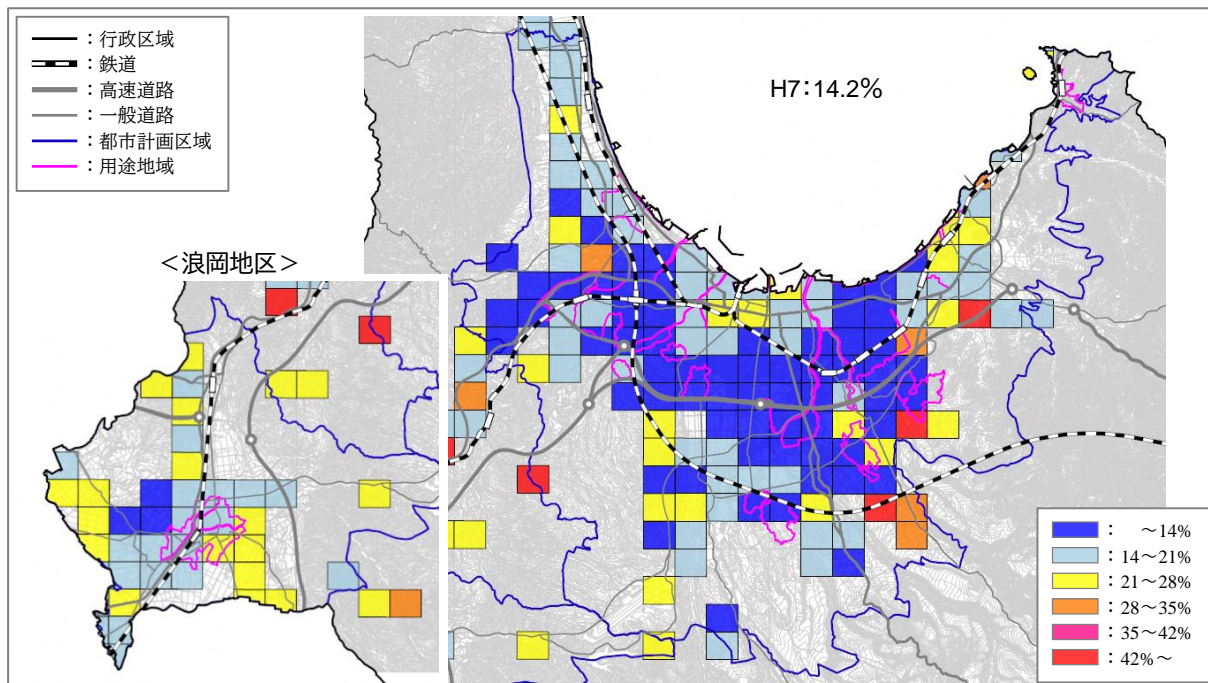 ：行政区域
：鉄道
：高速道路
：一般道路
：都市計画区域
：用途地域
H7：14.2%
＜浪岡地区＞
：　～14%
：14～21%
：21～28%
：28～35%
：35～42%
：42%～